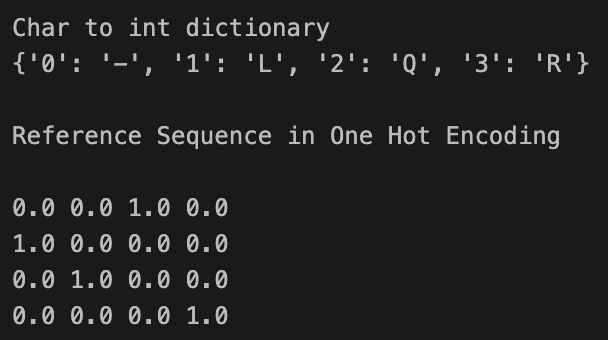 Char to int dictionary
{'0': '-', '1': 'L', '2': 'Q', '3': 'R'}
Reference Sequence in One Hot Encoding
0.0 0.0 1.0 0.0
1.0 0.0 0.0 0.0
0.0 1.0 0.0 0.0
0.0 0.0 0.0 1.0